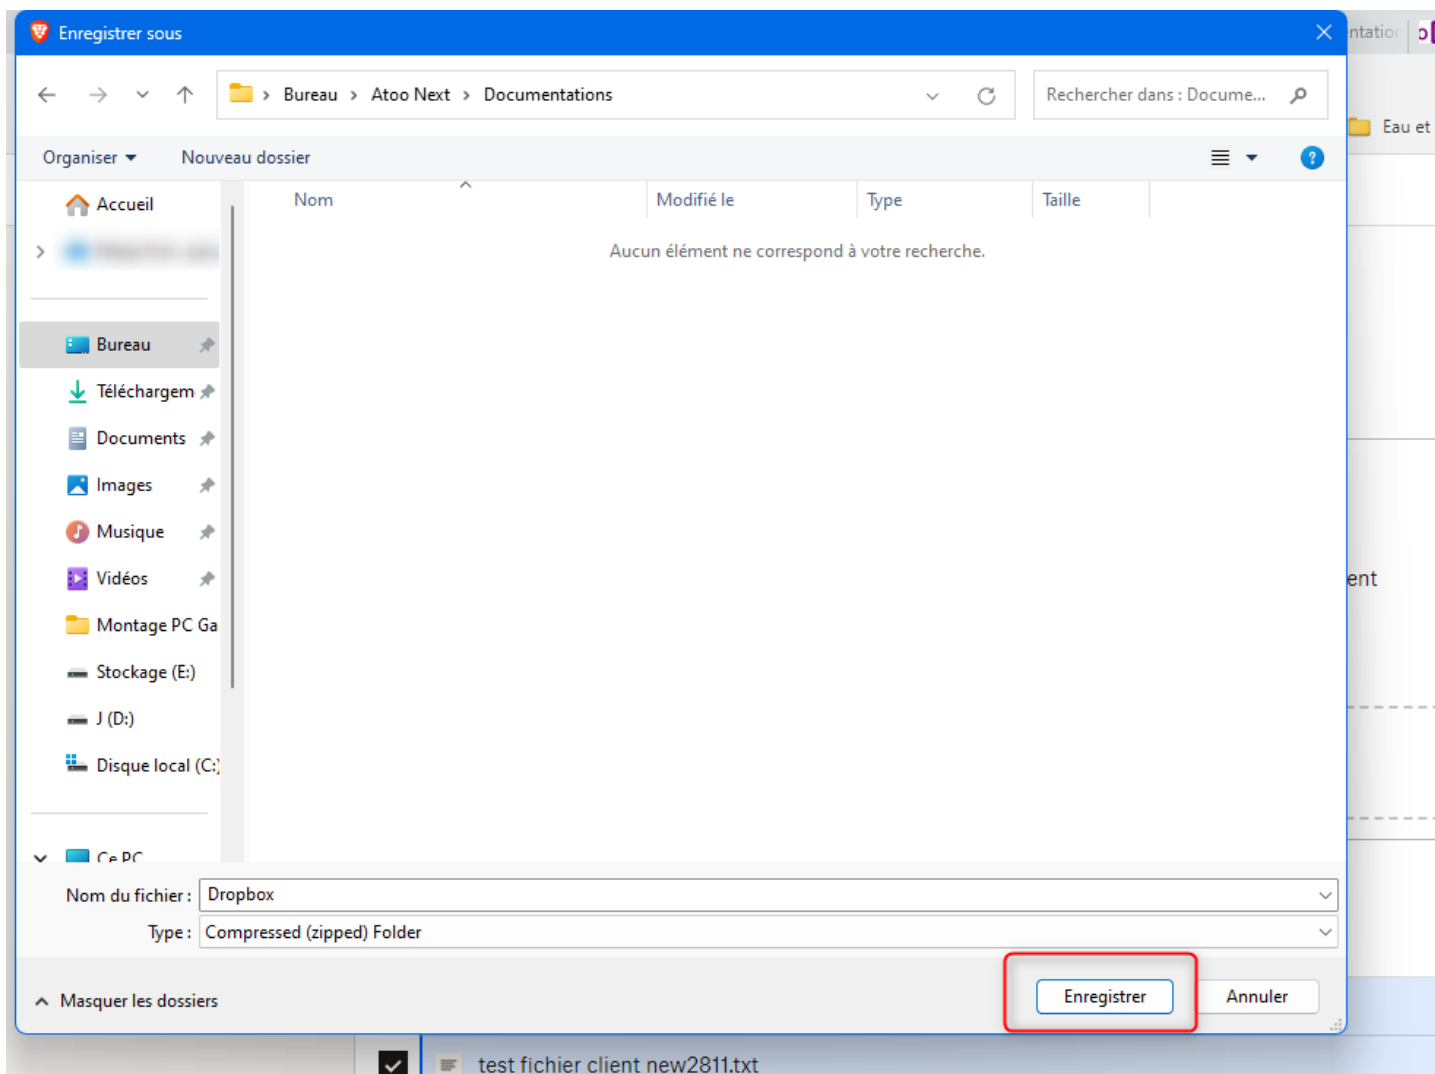 Enregistrer sous
ntation
Bureau > Atoo Next > Documentations
Rechercher dans : Docume...
Eau et
Organiser
Nouveau dossier
Nom
Modifié le
Type
Taille
Aucun élément ne correspond à votre recherche.
Accueil
Bureau
Téléchargem
Documents
Images
Musique
Vidéos
Montage PC Ga
Stockage (E:)
J (D:)
Disque local (C:)
Ce PC
ent
Nom du fichier : Dropbox
Type : Compressed (zipped) Folder
Masquer les dossiers
Enregistrer
Annuler
test fichier client new2811.txt